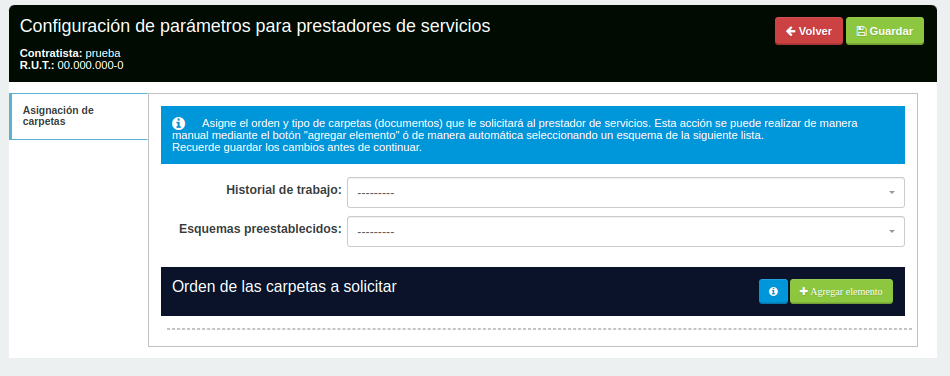 Configuración de parámetros para prestadores de servicios
Volver
Guardar
Contratista: prueba
R.U.T.: 00.000.000-0
Asignación de
carpetas
Asigne el orden y tipo de carpetas (documentos) que le solicitará al prestador de servicios. Esta acción se puede realizar de manera
manual mediante el botón "agregar elemento" ó de manera automática seleccionando un esquema de la siguiente lista.
Recuerde guardar los cambios antes de continuar.
Historial de trabajo: ---------
Esquemas preestablecidos: ---------
Orden de las carpetas a solicitar
Agregar elemento